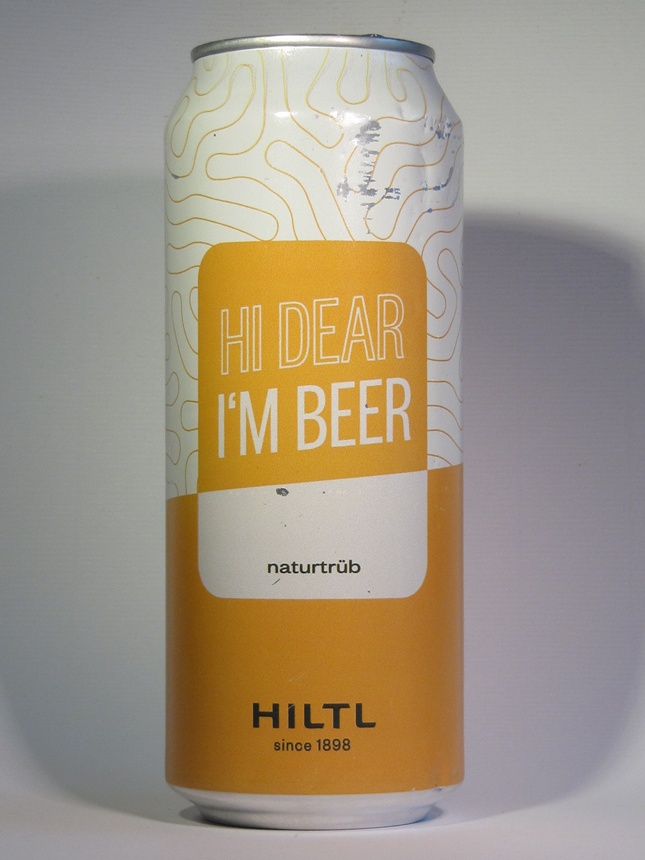 HI DEAR
I‘M BEER
naturtrüb
HILTL
since 1898